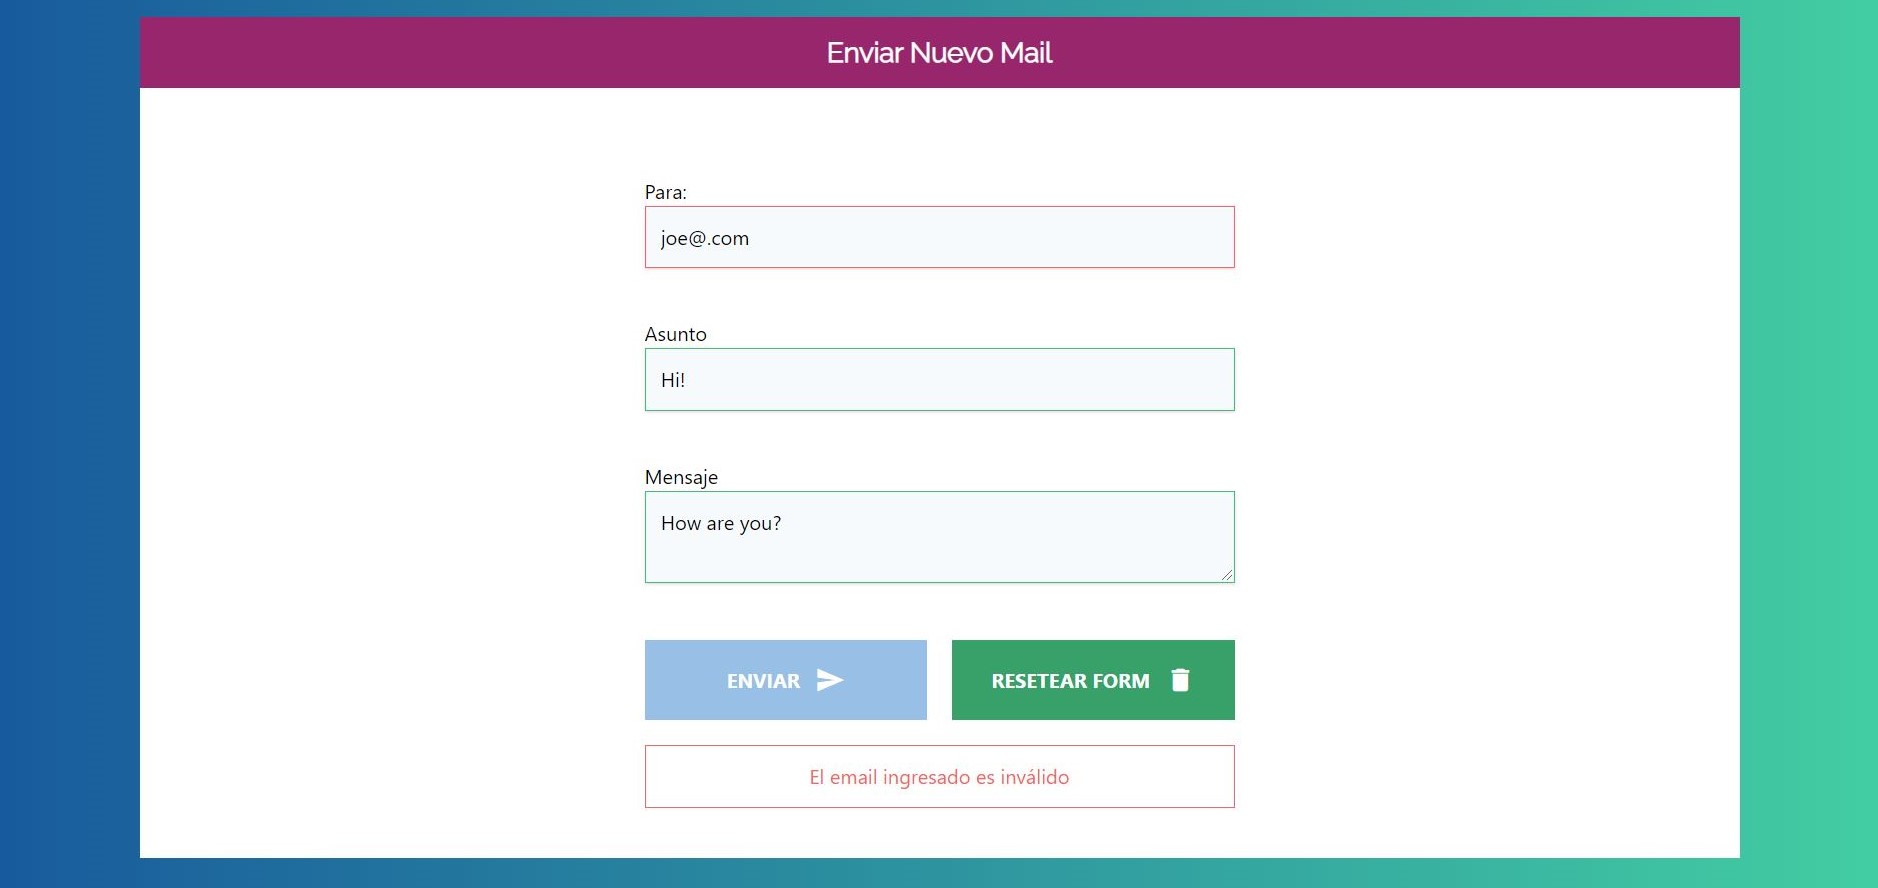 Enviar Nuevo Mail
Para:
joe@.com
Asunto
Hi!
Mensaje
How are you?
ENVIAR
RESETEAR FORM
El email ingresado es inválido